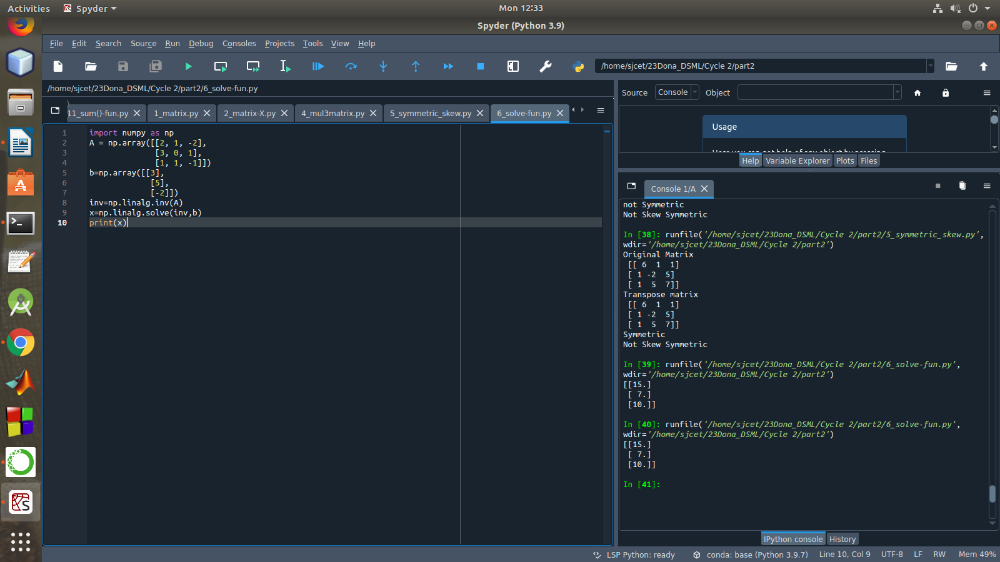 Activities
Spyder
Mon 12:33
Spyder (Python 3.9)
File Edit Search Source Run Debug Consoles Projects Tools View Help
/home/sjcet/23Dona_DSML/Cycle 2/part2
/home/sjcet/23Dona_DSML/Cycle 2/part2/6_solve-fun.py
11_sum()-fun.py
1_matrix.py
2_matrix-X.py
4_mul3matrix.py
5_symmetric_skew.py
6_solve-fun.py
1 import numpy as np
2 A = np.array([[2, 1, -2],
3 [3, 0, 1],
4 [1, 1, -1]])
5 b=np.array([[3],
6 [5],
7 [-2]])
8 inv=np.linalg.inv(A)
9 x=np.linalg.solve(inv,b)
10 print(x)
Source Console Object
Usage
Help Variable Explorer Plots Files
Console 1/A
not Symmetric
Not Skew Symmetric
In [38]: runfile('/home/sjcet/23Dona_DSML/Cycle 2/part2/5_symmetric_skew.py',
wdir='/home/sjcet/23Dona_DSML/Cycle 2/part2')
Original Matrix
[[ 6 1 1]
[ 1 -2 5]
[ 1 5 7]]
Transpose matrix
[[ 6 1 1]
[ 1 -2 5]
[ 1 5 7]]
Symmetric
Not Skew Symmetric
In [39]: runfile('/home/sjcet/23Dona_DSML/Cycle 2/part2/6_solve-fun.py',
wdir='/home/sjcet/23Dona_DSML/Cycle 2/part2')
[[15.]
[ 7.]
[10.]]
In [40]: runfile('/home/sjcet/23Dona_DSML/Cycle 2/part2/6_solve-fun.py',
wdir='/home/sjcet/23Dona_DSML/Cycle 2/part2')
[[15.]
[ 7.]
[10.]]
In [41]:
IPython console History
LSP Python: ready conda: base (Python 3.9.7) Line 10, Col 9 UTF-8 LF RW Mem 49%